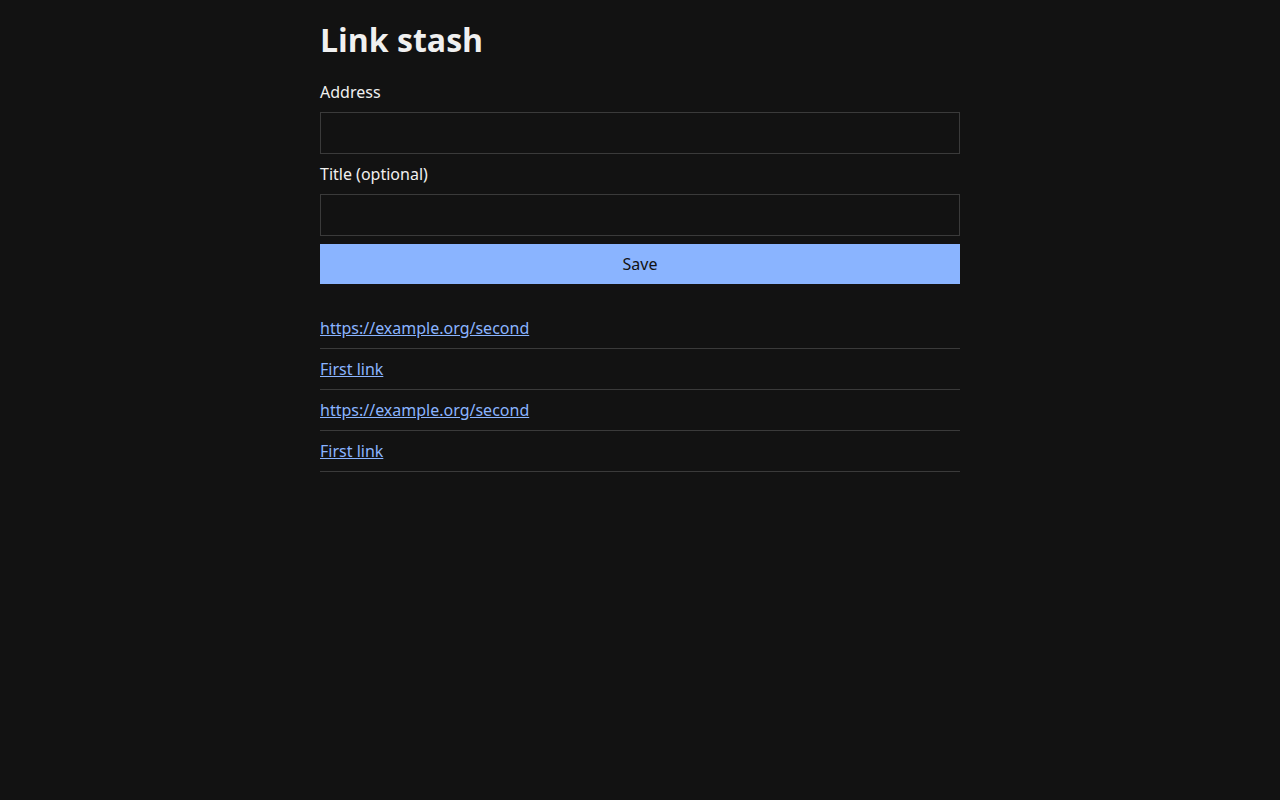 Link stash
Address
Title (optional)
Save
https://example.org/second
First link
https://example.org/second
First link